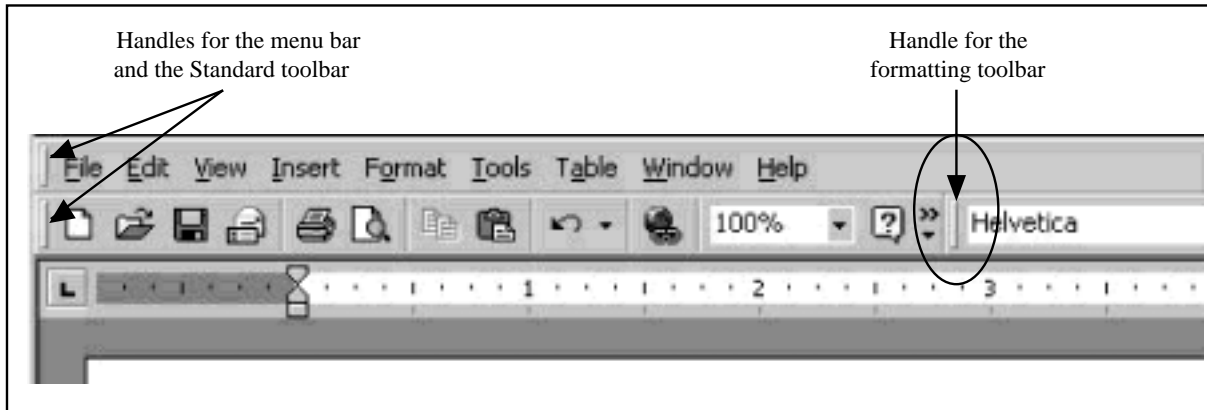 Handles for the menu bar
and the Standard toolbar
Handle for the
formatting toolbar
File Edit View Insert Format Tools Table Window Help
100% Helvetica
L 1 2 3